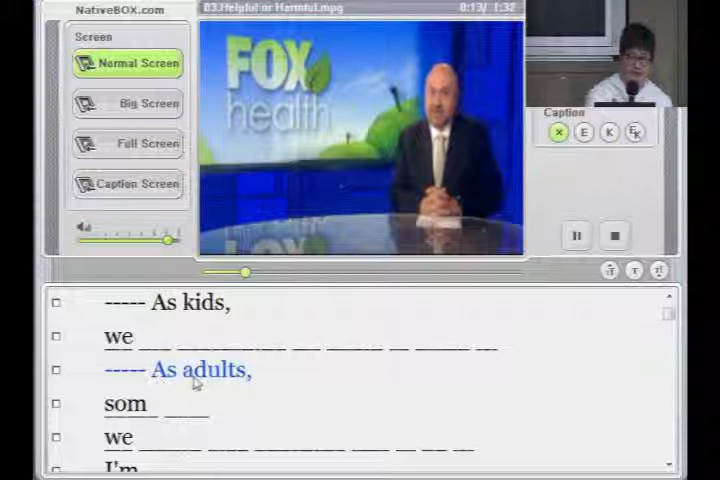 NativeBOX.com
03.Helpful or Harmful.mpg 0:13/ 1:32
Screen
Normal Screen
Big Screen
Full Screen
Caption Screen
FOX
health
Caption
X E K EK
T
----- As kids,
we
----- As adults,
som
we
I'm